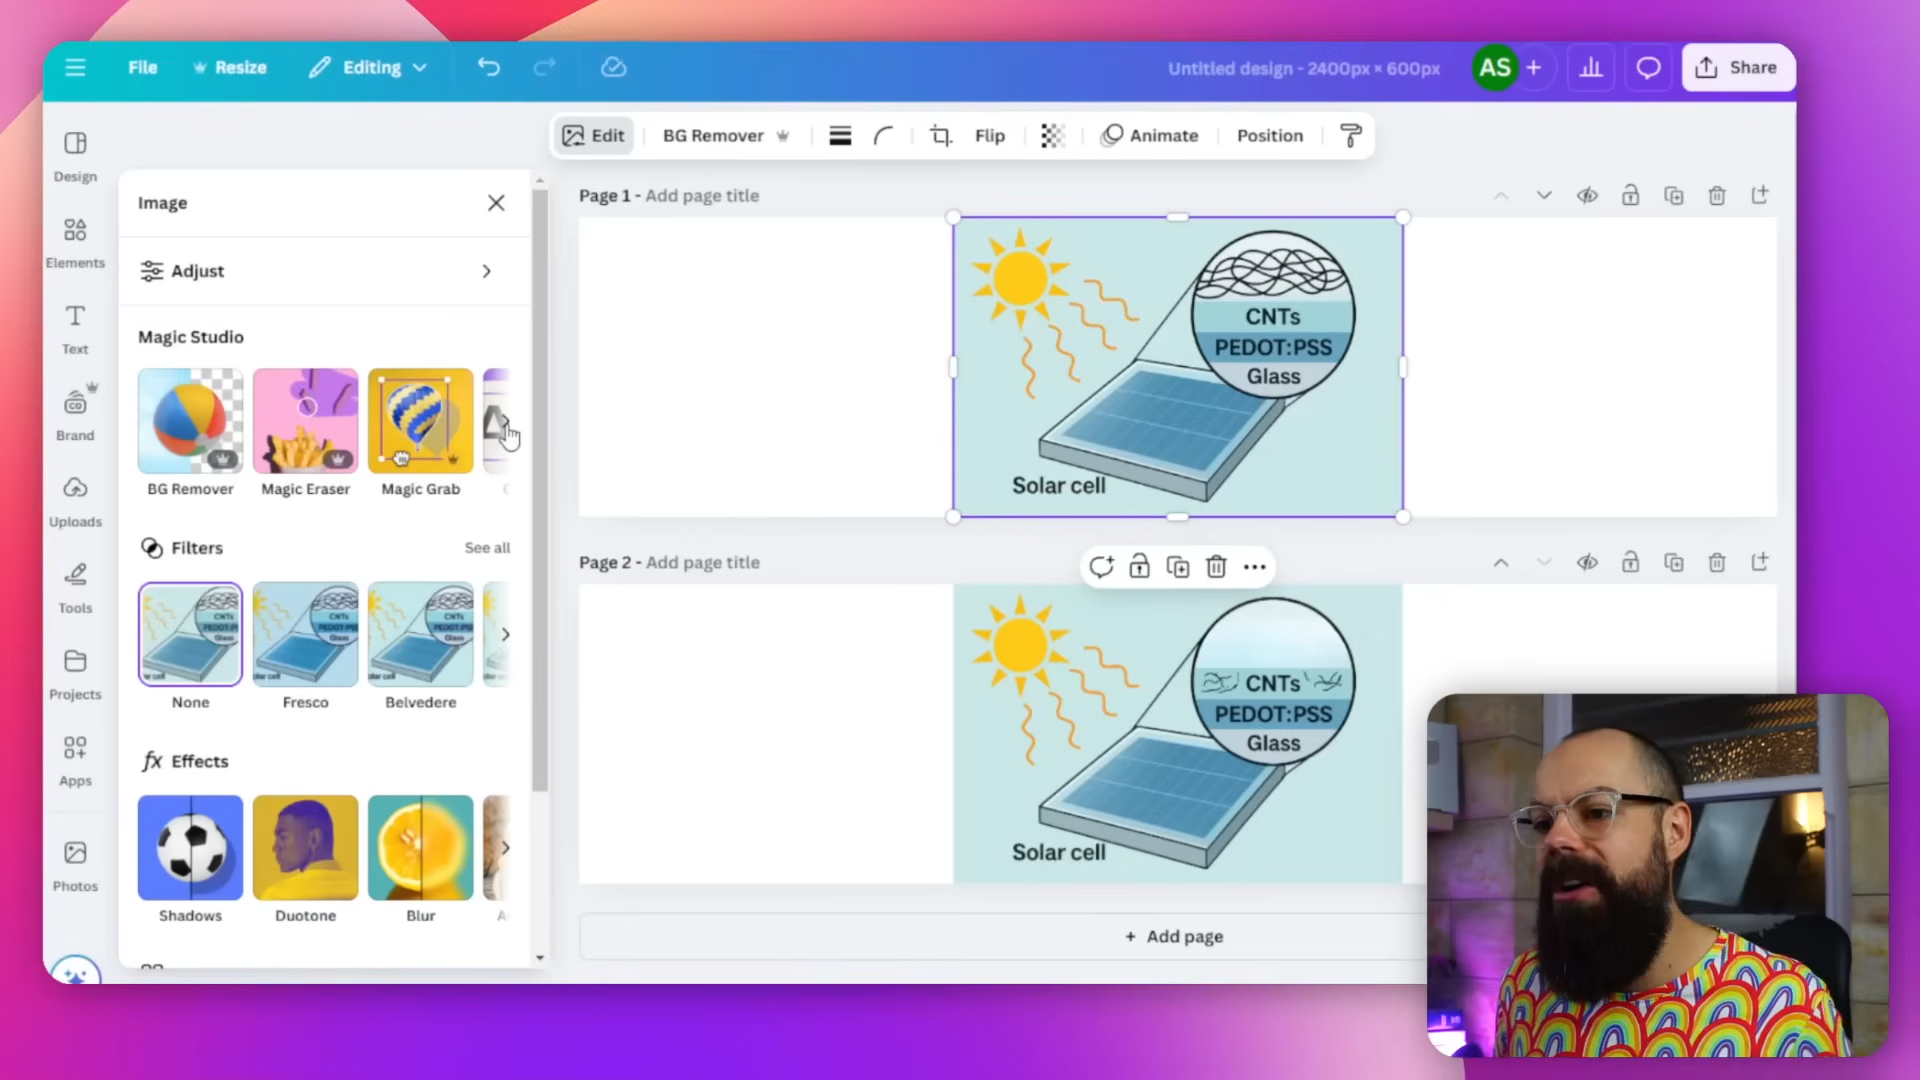 File
Resize
Editing
Untitled design - 2400px × 600px
AS
Share
Edit
BG Remover
Flip
Animate
Position
Design
Elements
Text
Brand
Uploads
Tools
Projects
Apps
Photos
Image
Adjust
Magic Studio
BG Remover
Magic Eraser
Magic Grab
Filters
See all
None
Fresco
Belvedere
fx Effects
Shadows
Duotone
Blur
Page 1 - Add page title
CNTs
PEDOT:PSS
Glass
Solar cell
Page 2 - Add page title
CNTs
PEDOT:PSS
Glass
Solar cell
+ Add page